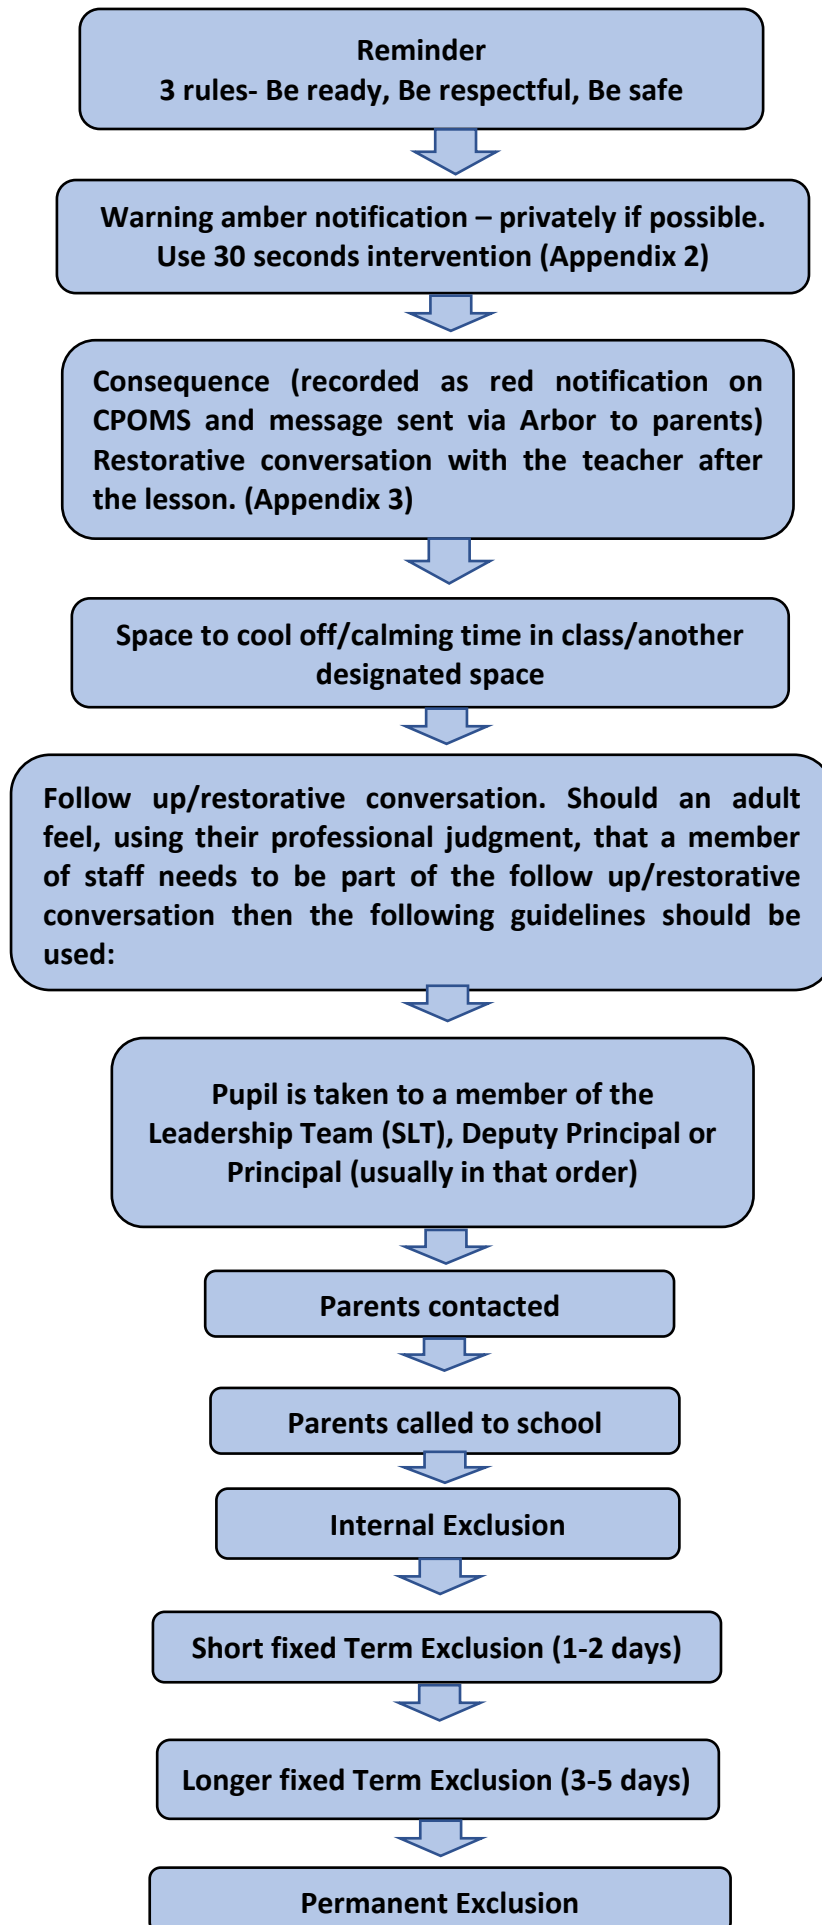 Reminder
3 rules- Be ready, Be respectful, Be safe
Warning amber notification – privately if possible.
Use 30 seconds intervention (Appendix 2)
Consequence (recorded as red notification on
CPOMS and message sent via Arbor to parents)
Restorative conversation with the teacher after
the lesson. (Appendix 3)
Space to cool off/calming time in class/another
designated space
Follow up/restorative conversation. Should an adult
feel, using their professional judgment, that a member
of staff needs to be part of the follow up/restorative
conversation then the following guidelines should be
used:
Pupil is taken to a member of the
Leadership Team (SLT), Deputy Principal or
Principal (usually in that order)
Parents contacted
Parents called to school
Internal Exclusion
Short fixed Term Exclusion (1-2 days)
Longer fixed Term Exclusion (3-5 days)
Permanent Exclusion